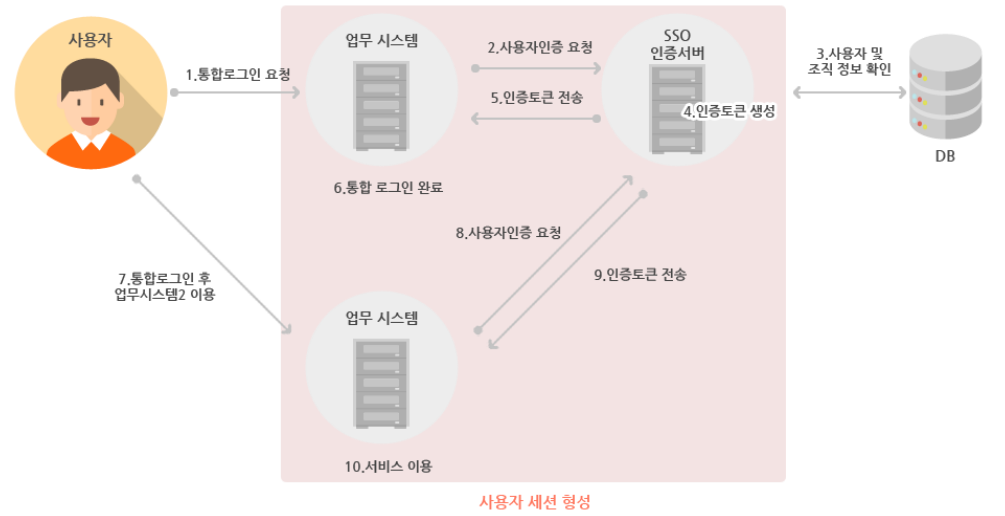 사용자
업무 시스템
SSO
인증서버
1.통합로그인 요청
2.사용자인증 요청
3.사용자 및
조직 정보 확인
4.인증토큰 생성
5.인증토큰 전송
DB
6.통합 로그인 완료
7.통합로그인 후
업무시스템2 이용
8.사용자인증 요청
9.인증토큰 전송
업무 시스템
10.서비스 이용
사용자 세션 형성